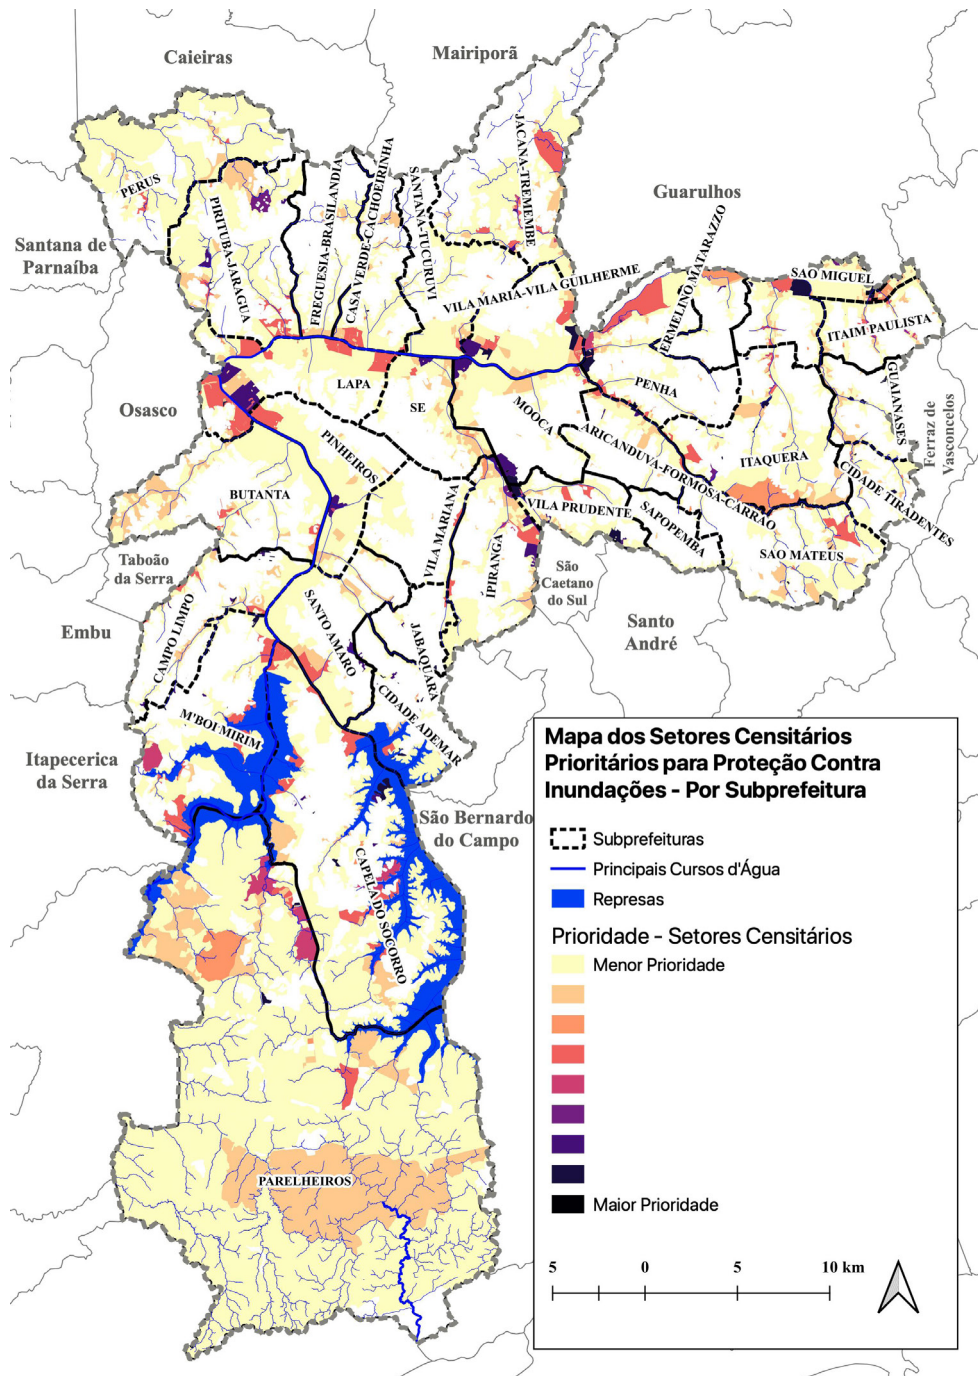 Caieiras
Mairiporã
JAÇANA-TREMEMBE
FREGUESIA-BRASILANDIA
CASA VERDE-CACHOEIRINHA
SANTANA-TUCURUVI
PERUS
Guarulhos
PIRITUBA-JARAGUA
ERMELINO MATARAZZO
Santana de
Parnaíba
SAO MIGUEL
VILA MARIA-VILA GUILHERME
ITAIM PAULISTA
GUAIANASES
LAPA
PENHA
Osasco
SE
MOOCA
Ferraz de
Vasconcelos
PINHEIROS
ARICANDUVA-FORMOSA-CARRAO
ITAQUERA
CIDADE TIRADENTES
BUTANTA
VILA MARIANA
VILA PRUDENTE
SAPOPEMBA
IPIRANGA
SAO MATEUS
Taboão
da Serra
São
Caetano
do Sul
Embu
CAMPO LIMPO
SANTO AMARO
JABAQUARA
Santo
André
M'BOI MIRIM
CIDADE ADEMAR
Itapecerica
da Serra
São Bernardo
do Campo
CAPELA DO SOCORRO
PARELHEIROS
Mapa dos Setores Censitários
Prioritários para Proteção Contra
Inundações - Por Subprefeitura
Subprefeituras
Principais Cursos d'Água
Represas
Prioridade - Setores Censitários
Menor Prioridade
Maior Prioridade
5 0 5 10 km